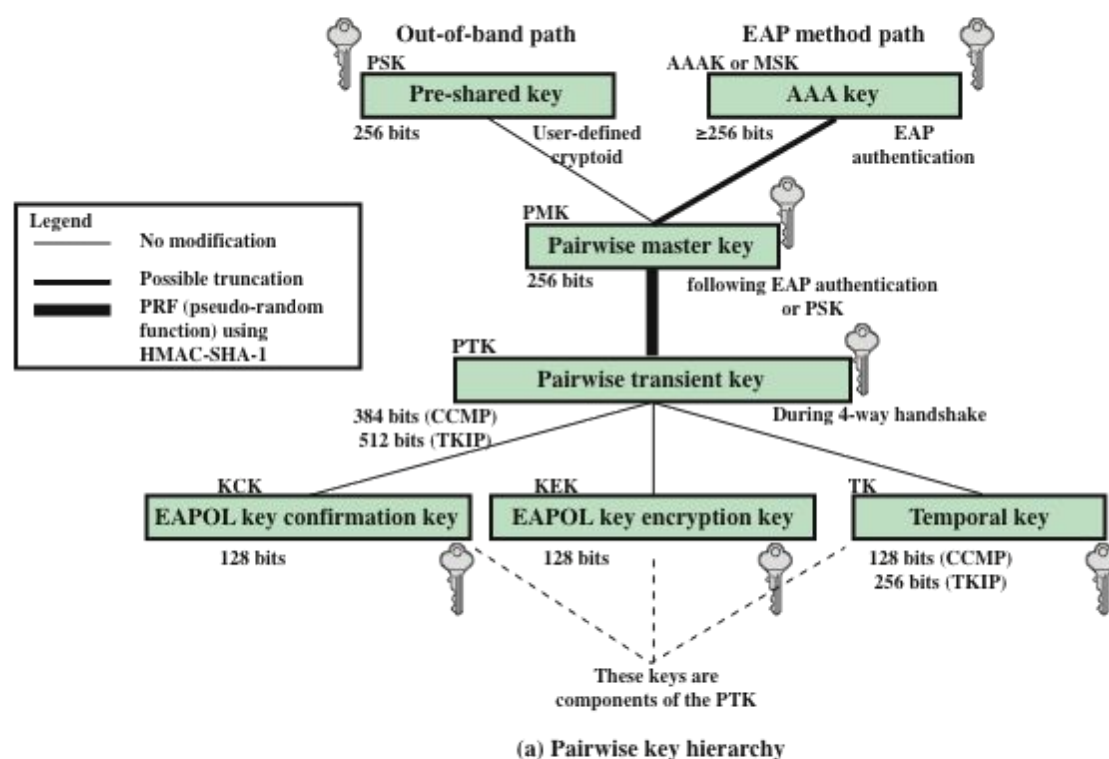 Out-of-band path
EAP method path
PSK
AAAK or MSK
Pre-shared key
AAA key
256 bits
User-defined
cryptoid
≥256 bits
EAP
authentication
Legend
No modification
Possible truncation
PRF (pseudo-random
function) using
HMAC-SHA-1
PMK
Pairwise master key
256 bits
following EAP authentication
or PSK
PTK
Pairwise transient key
384 bits (CCMP)
512 bits (TKIP)
During 4-way handshake
KCK
KEK
TK
EAPOL key confirmation key
EAPOL key encryption key
Temporal key
128 bits
128 bits
128 bits (CCMP)
256 bits (TKIP)
These keys are
components of the PTK
(a) Pairwise key hierarchy